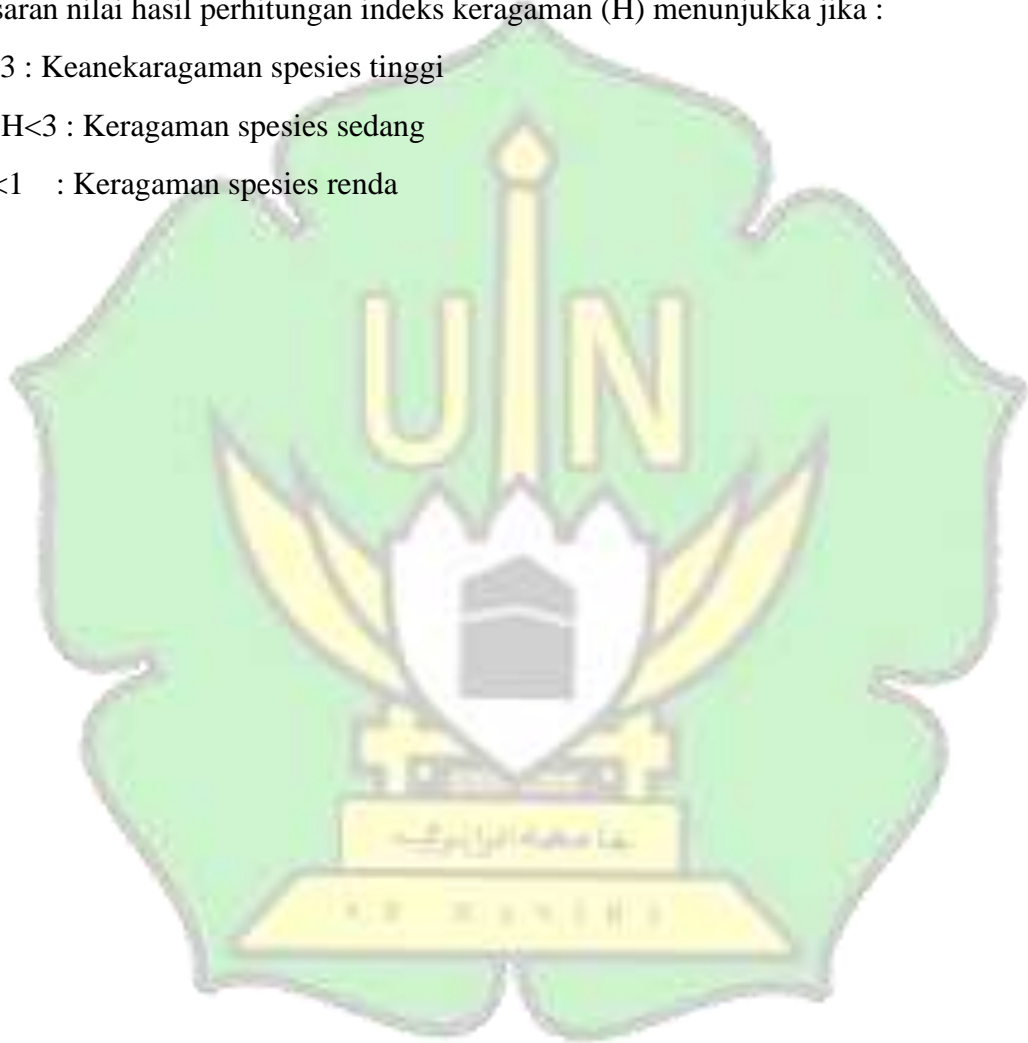 saran nilai hasil perhitungan indeks keragaman (H) menunjukka jika :
3 : Keanekaragaman spesies tinggi
H<3 : Keragaman spesies sedang
<1 : Keragaman spesies renda
UIN